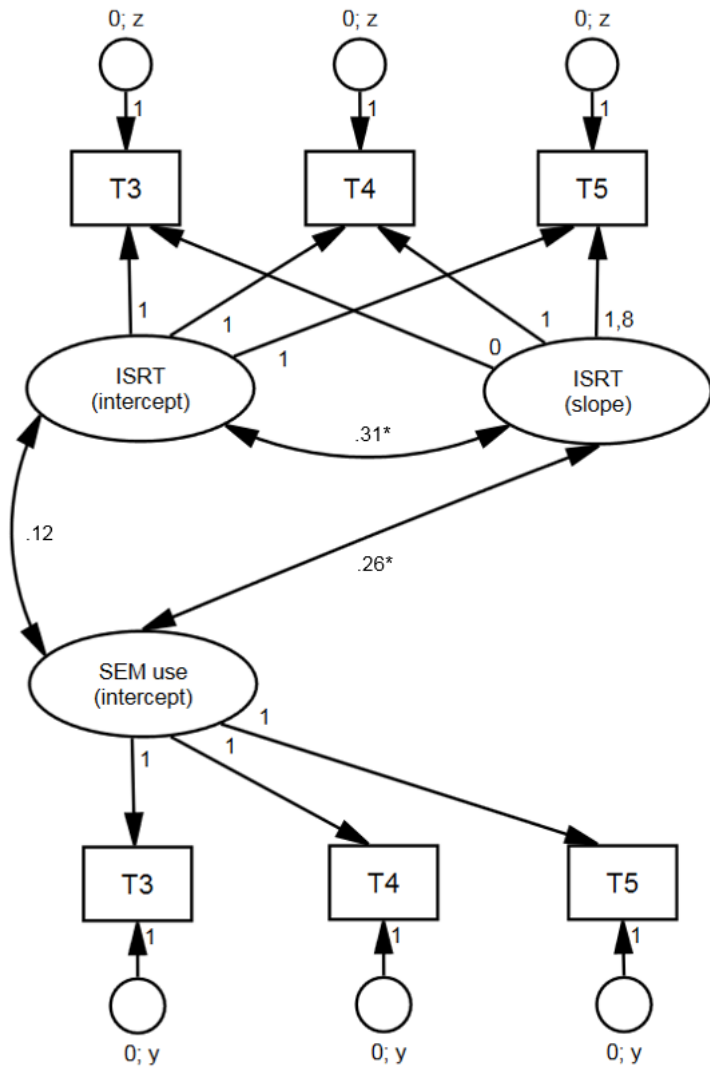 0; z 0; z 0; z
1 1 1
T3 T4 T5
1 1 1 0 1 1,8
ISRT
(intercept)
ISRT
(slope)
.31*
.12
.26*
SEM use
(intercept)
1 1 1
T3 T4 T5
1 1 1
0; y 0; y 0; y